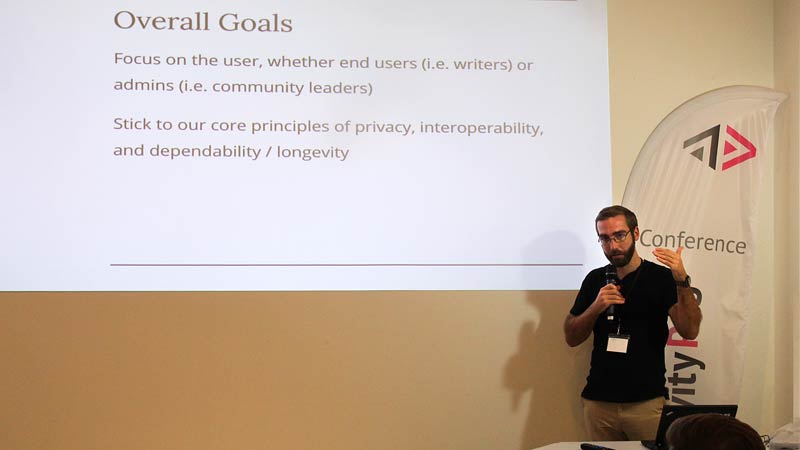 Overall Goals
Focus on the user, whether end users (i.e. writers) or
admins (i.e. community leaders)
Stick to our core principles of privacy, interoperability,
and dependability / longevity
Conference